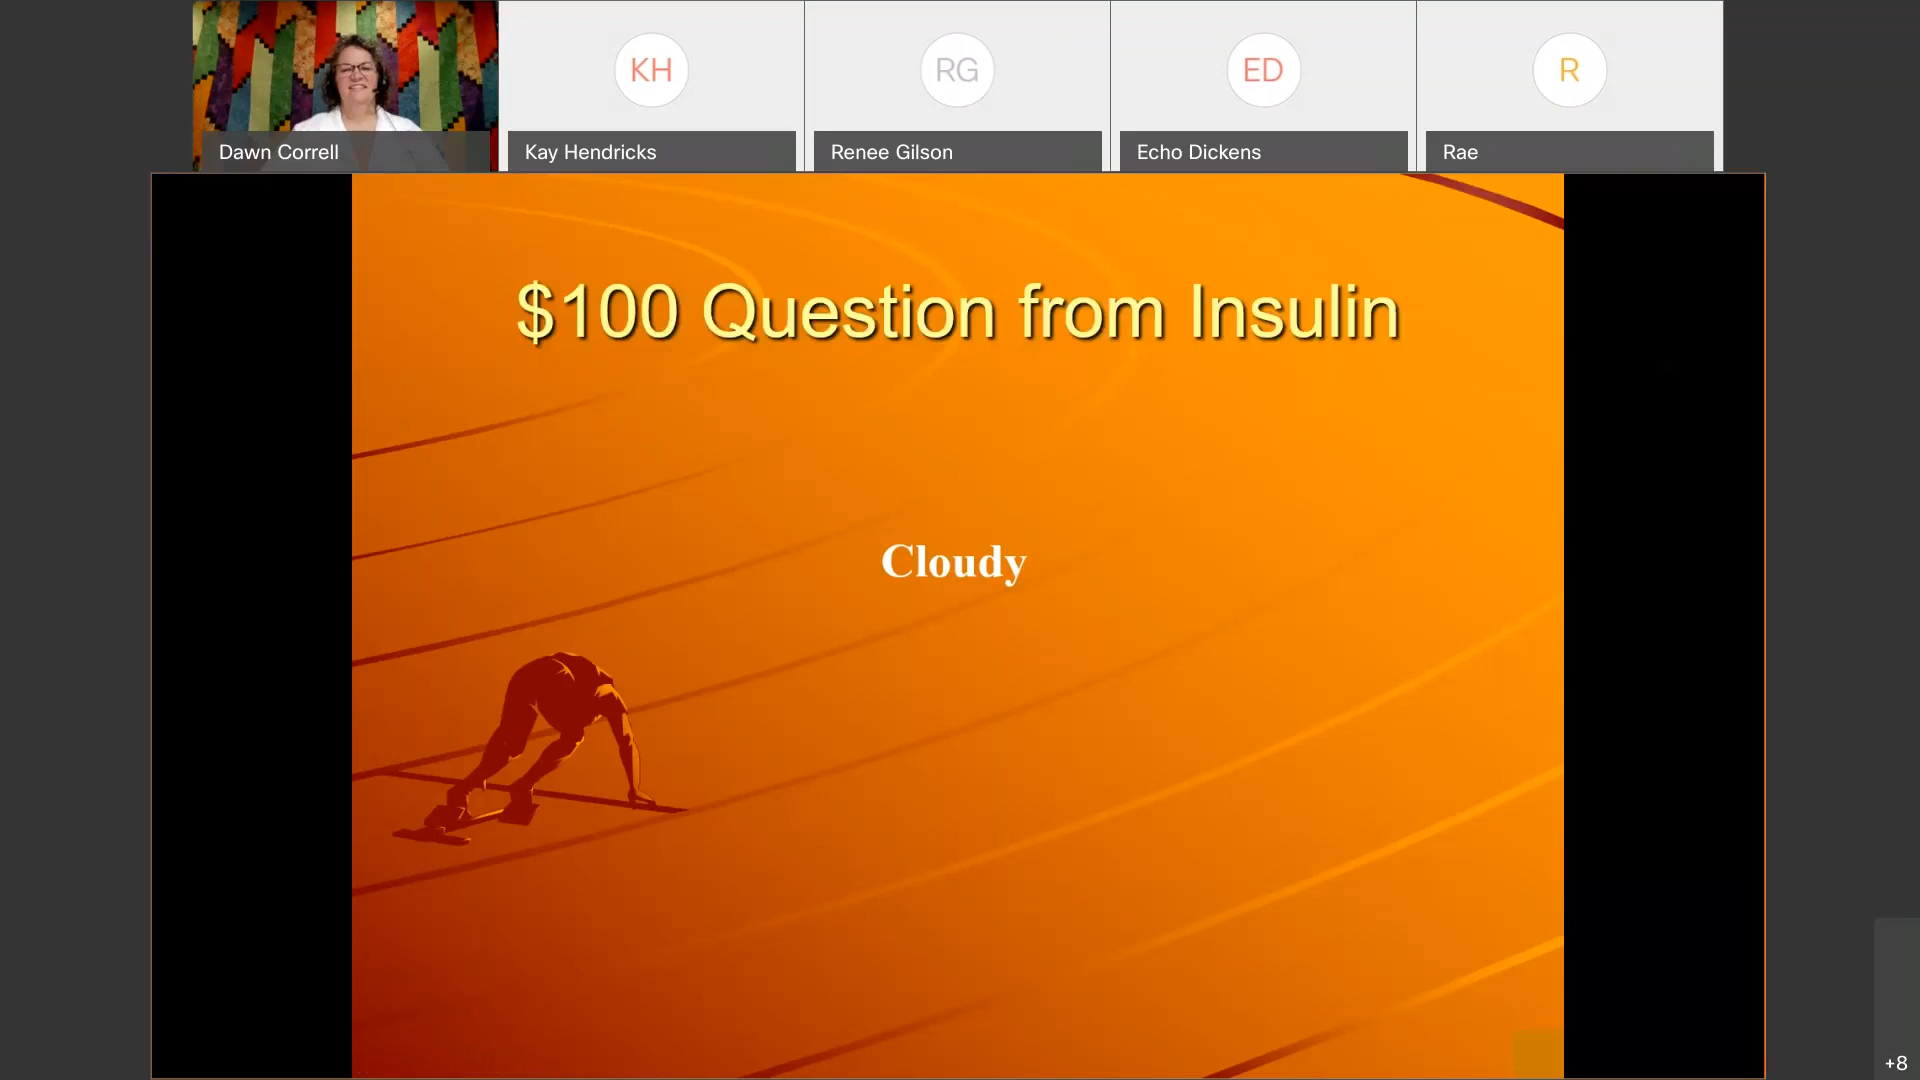 KH
RG
ED
R
Dawn Correll
Kay Hendricks
Renee Gilson
Echo Dickens
Rae
$100 Question from Insulin
Cloudy
+8